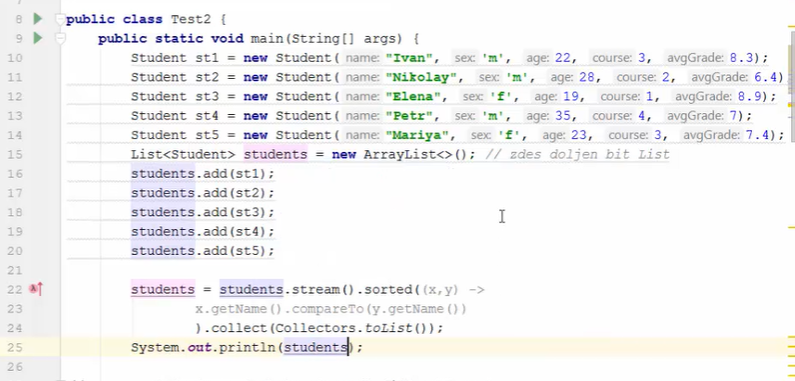 8 public class Test2 {
9 public static void main(String[] args) {
10 Student st1 = new Student( name: "Ivan", sex: 'm', age: 22, course: 3, avgGrade: 8.3);
11 Student st2 = new Student( name: "Nikolay", sex: 'm', age: 28, course: 2, avgGrade: 6.4)
12 Student st3 = new Student( name: "Elena", sex: 'f', age: 19, course: 1, avgGrade: 8.9);
13 Student st4 = new Student( name: "Petr", sex: 'm', age: 35, course: 4, avgGrade: 7);
14 Student st5 = new Student( name: "Mariya", sex: 'f', age: 23, course: 3, avgGrade: 7.4);
15 List<Student> students = new ArrayList<>(); // zdes doljen bit List
16 students.add(st1);
17 students.add(st2);
18 students.add(st3);
19 students.add(st4);
20 students.add(st5);
21
22 students = students.stream().sorted((x,y) ->
23 x.getName().compareTo(y.getName())
24 ).collect(Collectors.toList());
25 System.out.println(students);
26